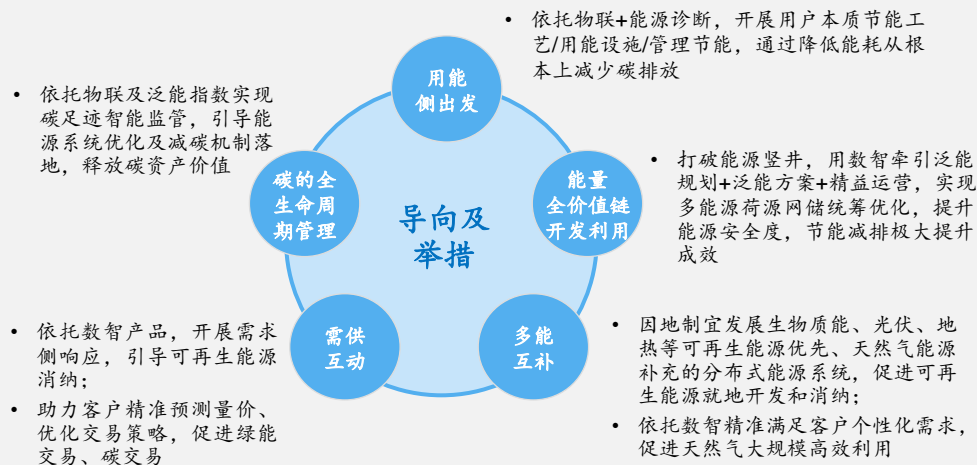 • 依托物联+能源诊断，开展用户本质节能工
艺/用能设施/管理节能，通过降低能耗从根
本上减少碳排放
用能
侧出发
• 依托物联及泛能指数实现
碳足迹智能监管，引导能
源系统优化及减碳机制落
地，释放碳资产价值
碳的全
生命周
期管理
能量
全价值链
开发利用
• 打破能源竖井，用数智牵引泛能
规划+泛能方案+精益运营，实现
多能源荷源网储统筹优化，提升
能源安全度，节能减排极大提升
成效
导向及
举措
• 依托数智产品，开展需求
侧响应，引导可再生能源
消纳；
• 助力客户精准预测量价、
优化交易策略，促进绿能
交易、碳交易
需供
互动
多能
互补
• 因地制宜发展生物质能、光伏、地
热等可再生能源优先、天然气能源
补充的分布式能源系统，促进可再
生能源就地开发和消纳；
• 依托数智精准满足客户个性化需求，
促进天然气大规模高效利用